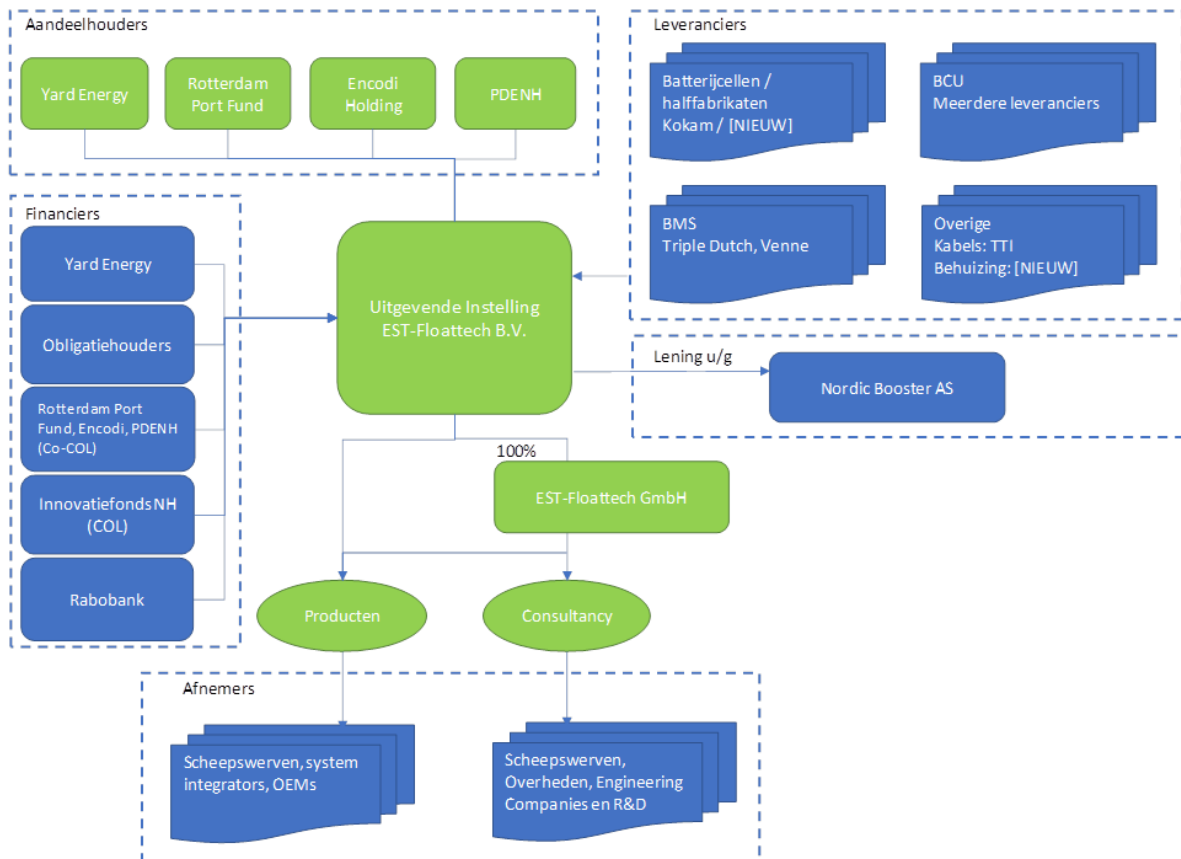 Aandeelhouders
Yard Energy
Rotterdam
Port Fund
Encodi
Holding
PDENH
Leveranciers
Batterijcellen /
halffabrikaten
Kokam / [NIEUW]
BCU
Meerdere leveranciers
BMS
Triple Dutch, Venne
Overige
Kabels: TTI
Behuizing: [NIEUW]
Financiers
Yard Energy
Obligatiehouders
Rotterdam Port
Fund, Encodi, PDENH
(Co-COL)
Innovatiefonds NH
(COL)
Rabobank
Uitgevende Instelling
EST-Floattech B.V.
Lening u/g
Nordic Booster AS
100%
EST-Floattech GmbH
Producten
Consultancy
Afnemers
Scheepswerven, system
integrators, OEMs
Scheepswerven,
Overheden, Engineering
Companies en R&D